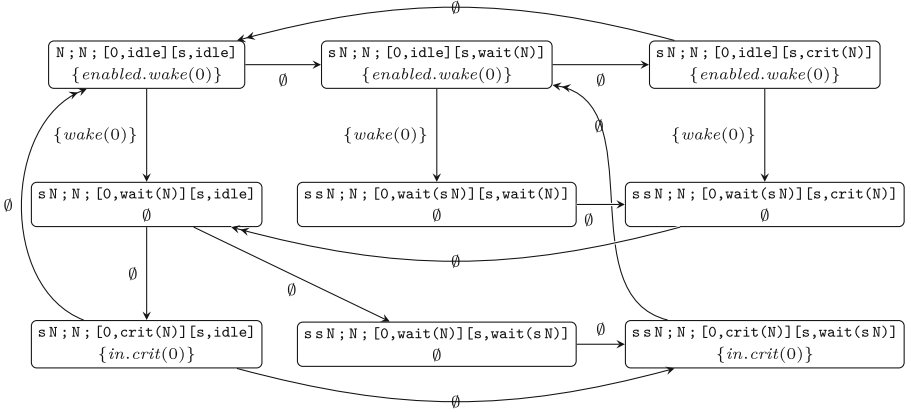 ∅
N;N;[0,idle][s,idle]
{enabled.wake(0)}
∅
sN;N;[0,idle][s,wait(N)]
{enabled.wake(0)}
∅
sN;N;[0,idle][s,crit(N)]
{enabled.wake(0)}
{wake(0)}
{wake(0)}
∅
{wake(0)}
∅
sN;N;[0,wait(N)][s,idle]
∅
ssN;N;[0,wait(sN)][s,wait(N)]
∅
∅
ssN;N;[0,wait(sN)][s,crit(N)]
∅
∅
∅
∅
sN;N;[0,crit(N)][s,idle]
{in.crit(0)}
ssN;N;[0,wait(N)][s,wait(sN)]
∅
∅
ssN;N;[0,crit(N)][s,wait(sN)]
{in.crit(0)}
∅